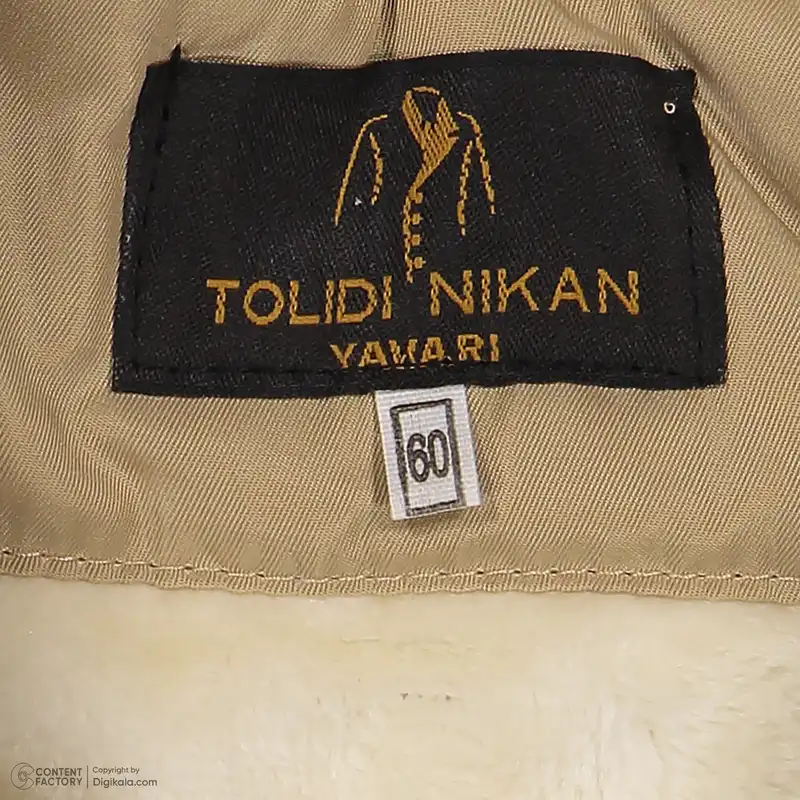 TOLIDI NIKAN
YAVARI
60
CONTENT FACTORY
Copyright by
Digikala.com